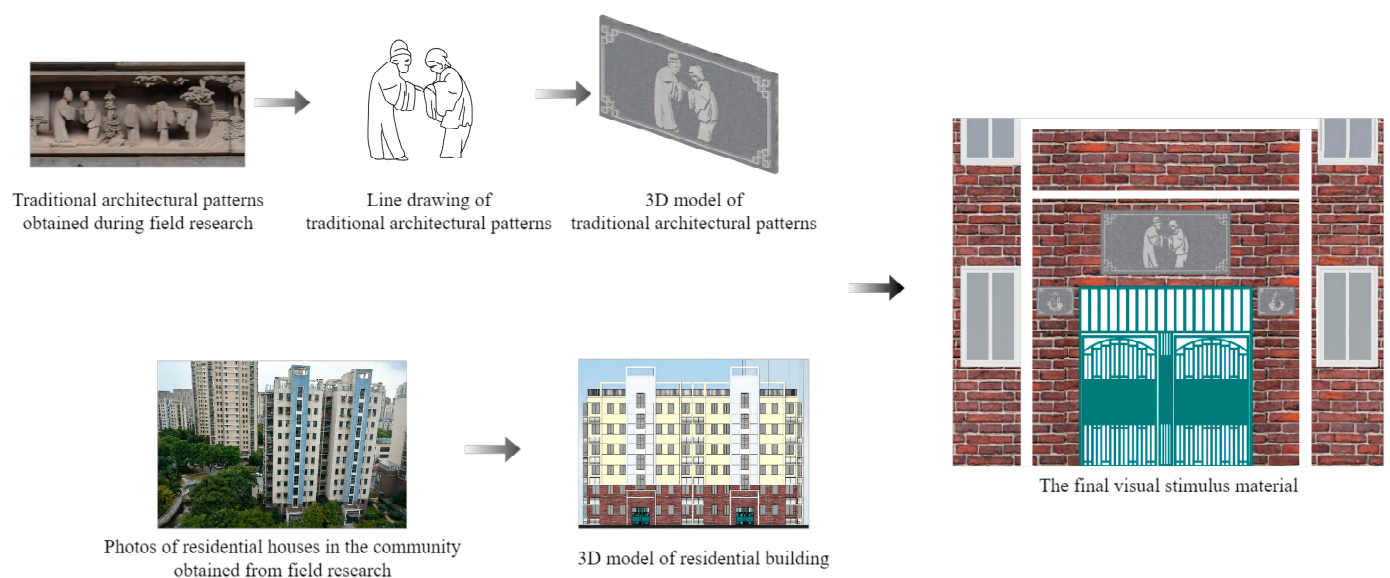 Traditional architectural patterns
obtained during field research
Line drawing of
traditional architectural patterns
3D model of
traditional architectural patterns
The final visual stimulus material
Photos of residential houses in the community
obtained from field research
3D model of residential building